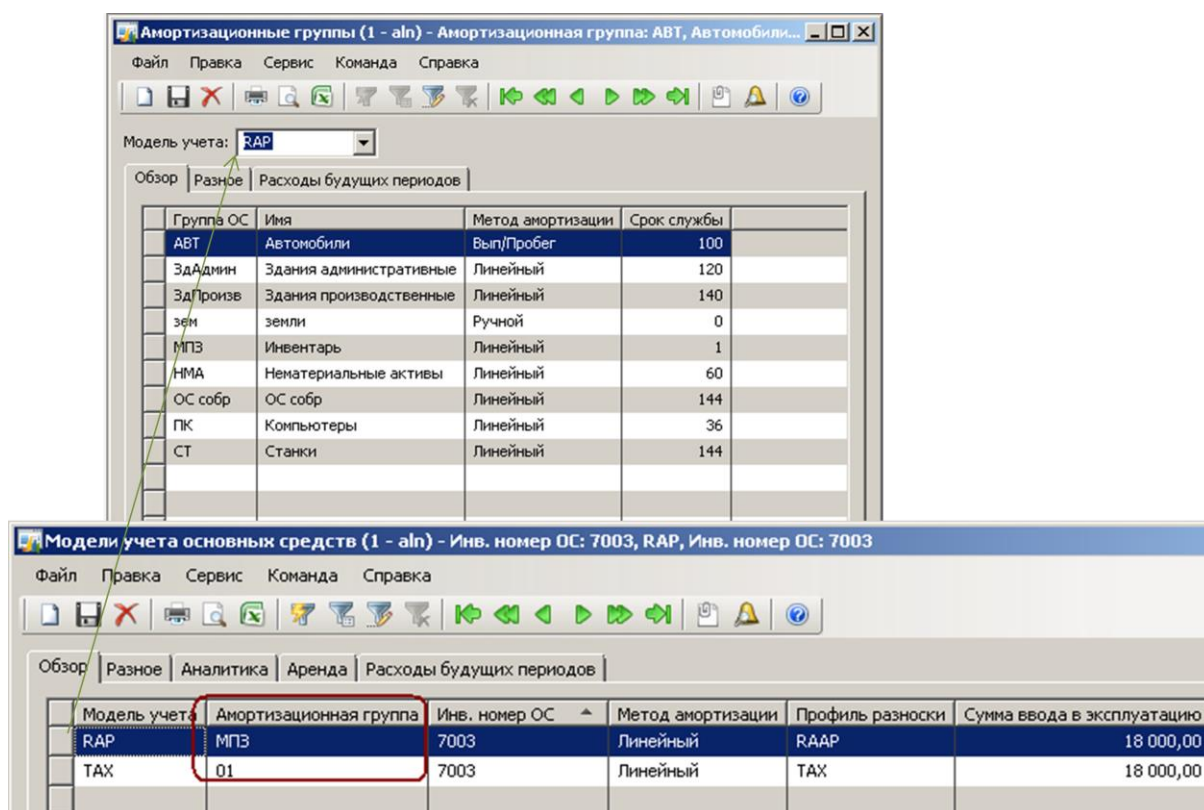 Амортизационные группы (1 - aln) - Амортизационная группа: АВТ, Автомобили...
Файл Правка Сервис Команда Справка
Модель учета: RAP
Обзор Разное Расходы будущих периодов
Группа ОС Имя Метод амортизации Срок службы
АВТ Автомобили Вып/Пробег 100
ЗдАдмин Здания административные Линейный 120
ЗдПроизв Здания производственные Линейный 140
зем земли Ручной 0
МПЗ Инвентарь Линейный 1
НМА Нематериальные активы Линейный 60
ОС собр ОС собр Линейный 144
ПК Компьютеры Линейный 36
СТ Станки Линейный 144
Модели учета основных средств (1 - aln) - Инв. номер ОС: 7003, RAP, Инв. номер ОС: 7003
Файл Правка Сервис Команда Справка
Обзор Разное Аналитика Аренда Расходы будущих периодов
Модель учета Амортизационная группа Инв. номер ОС Метод амортизации Профиль разноски Сумма ввода в эксплуатацию
RAP МПЗ 7003 Линейный RAAP 18 000,00
TAX 01 7003 Линейный TAX 18 000,00